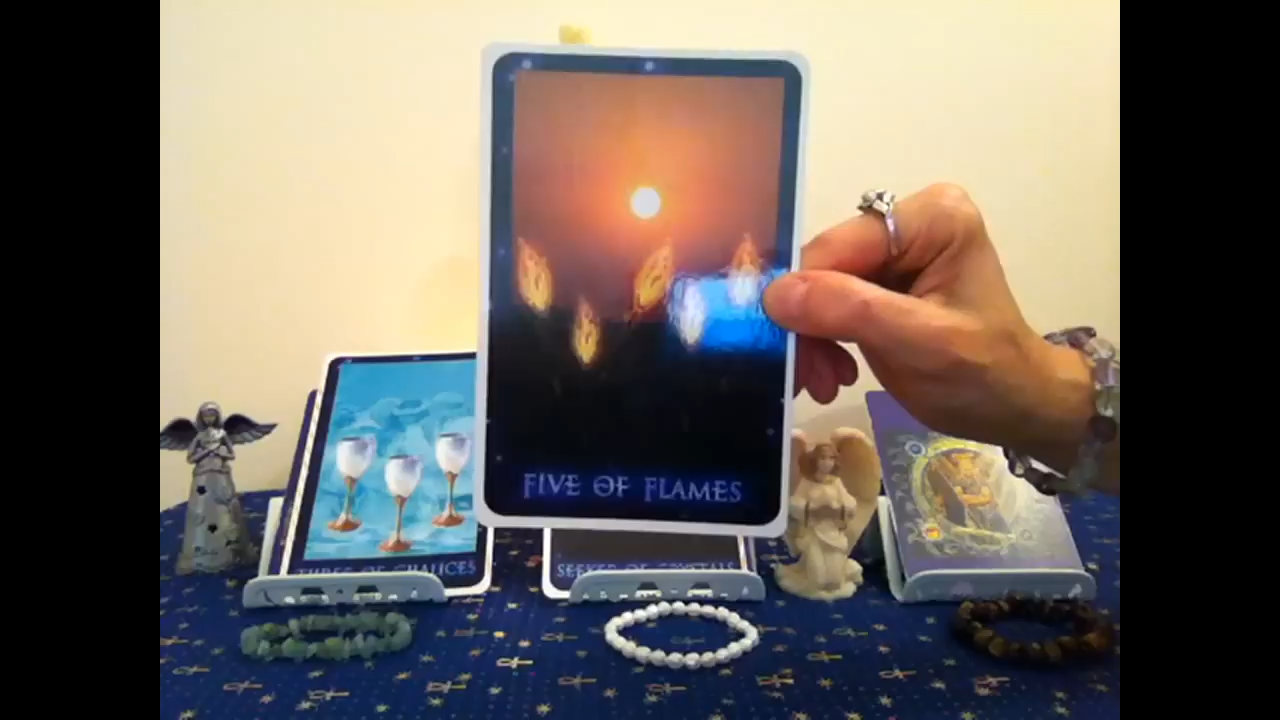 FIVE OF FLAMES
THREE OF CHALICES
SEEKER OF CRYSTALS